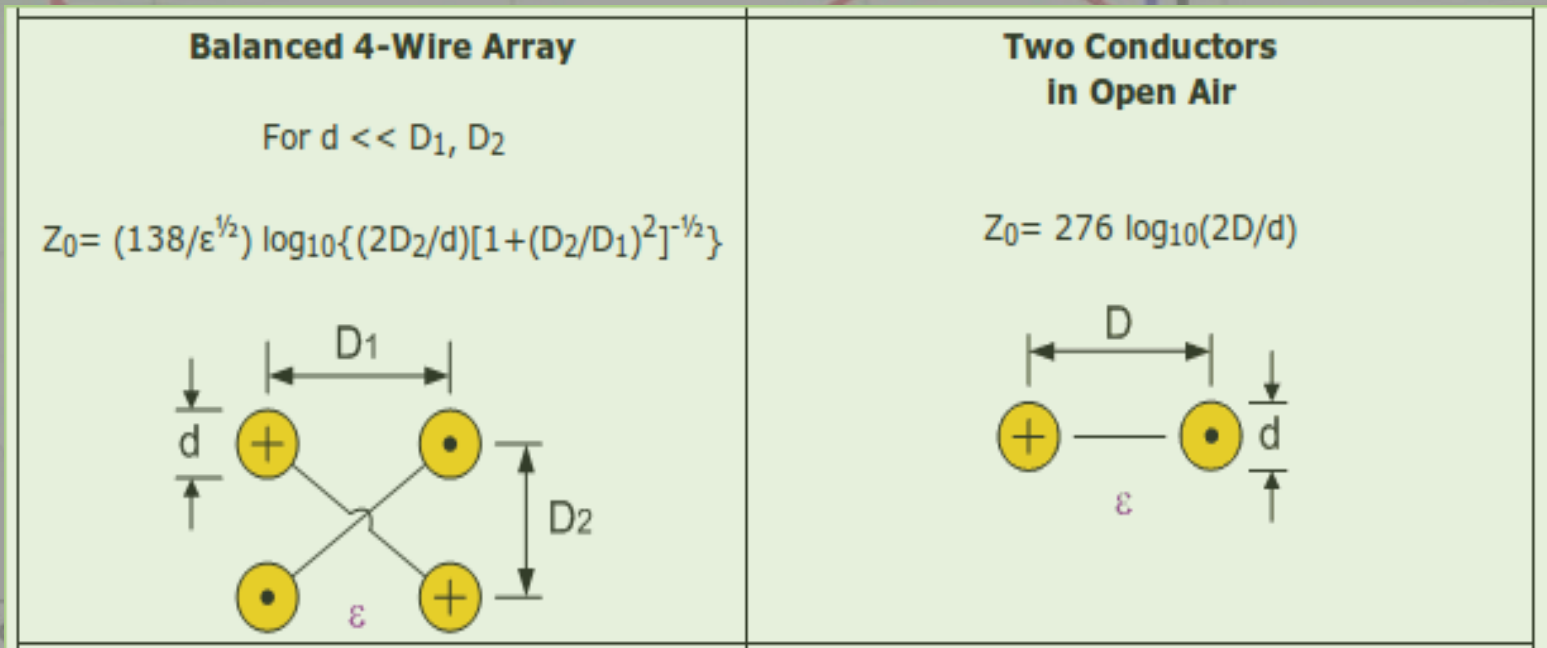 Balanced 4-Wire Array
For d << D₁, D₂
Z₀= (138/ε^½) log₁₀{(2D₂/d)[1+(D₂/D₁)²]^-½}
D₁
d
+
•
D₂
•
+
ε
Two Conductors
in Open Air
Z₀= 276 log₁₀(2D/d)
D
+
•
d
ε